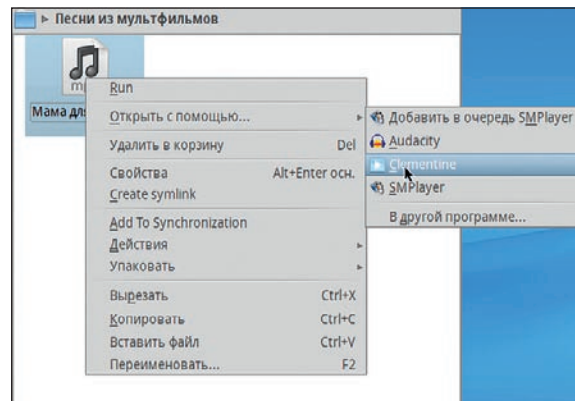 Песни из мультфильмов
Мама для
Run
Открыть с помощью...
Удалить в корзину Del
Свойства Alt+Enter осн.
Create symlink
Add To Synchronization
Действия
Упаковать
Вырезать Ctrl+X
Копировать Ctrl+C
Вставить файл Ctrl+V
Переименовать... F2
Добавить в очередь SMPlayer
Audacity
Clementine
SMPlayer
В другой программе...